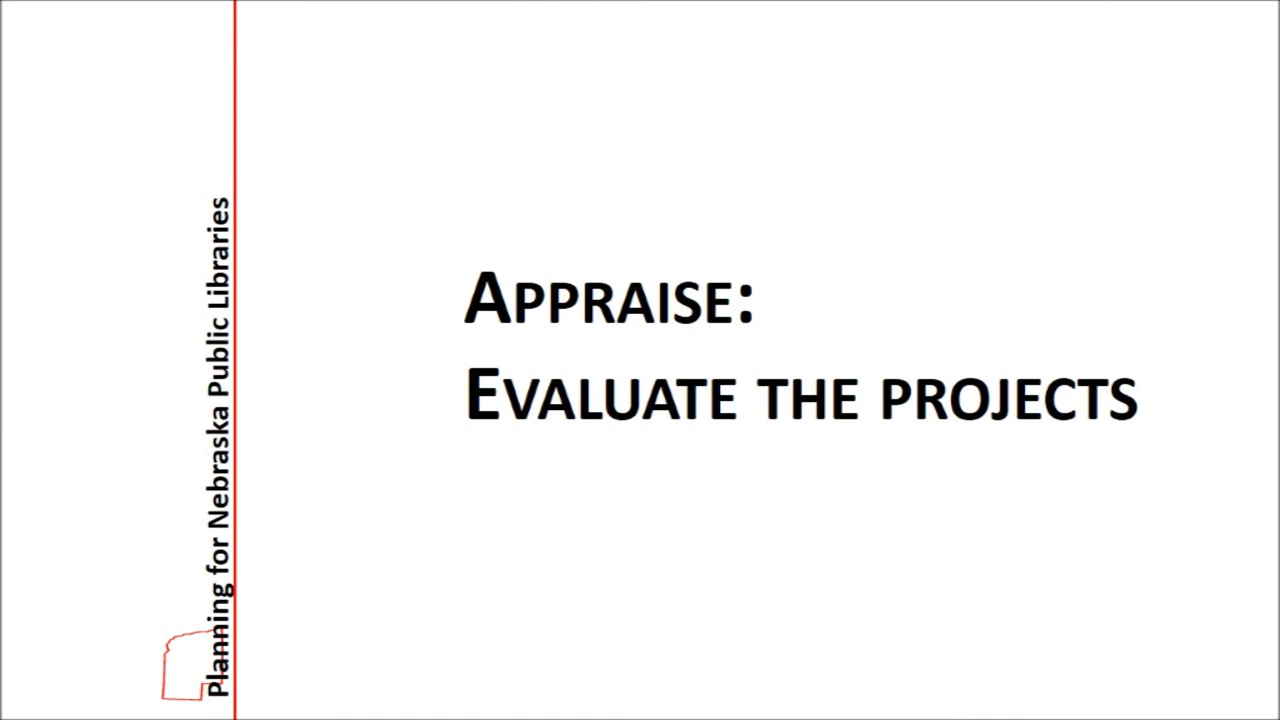 Planning for Nebraska Public Libraries
Appraise:
Evaluate the projects